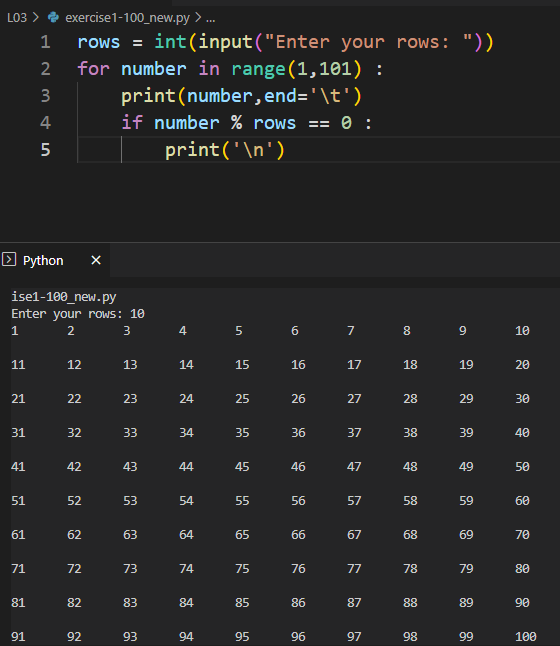 L03 > exercise1-100_new.py > ...
1 rows = int(input("Enter your rows: "))
2 for number in range(1,101) :
3 print(number,end='\t')
4 if number % rows == 0 :
5 print('\n')
Python ×
ise1-100_new.py
Enter your rows: 10
1 2 3 4 5 6 7 8 9 10
11 12 13 14 15 16 17 18 19 20
21 22 23 24 25 26 27 28 29 30
31 32 33 34 35 36 37 38 39 40
41 42 43 44 45 46 47 48 49 50
51 52 53 54 55 56 57 58 59 60
61 62 63 64 65 66 67 68 69 70
71 72 73 74 75 76 77 78 79 80
81 82 83 84 85 86 87 88 89 90
91 92 93 94 95 96 97 98 99 100